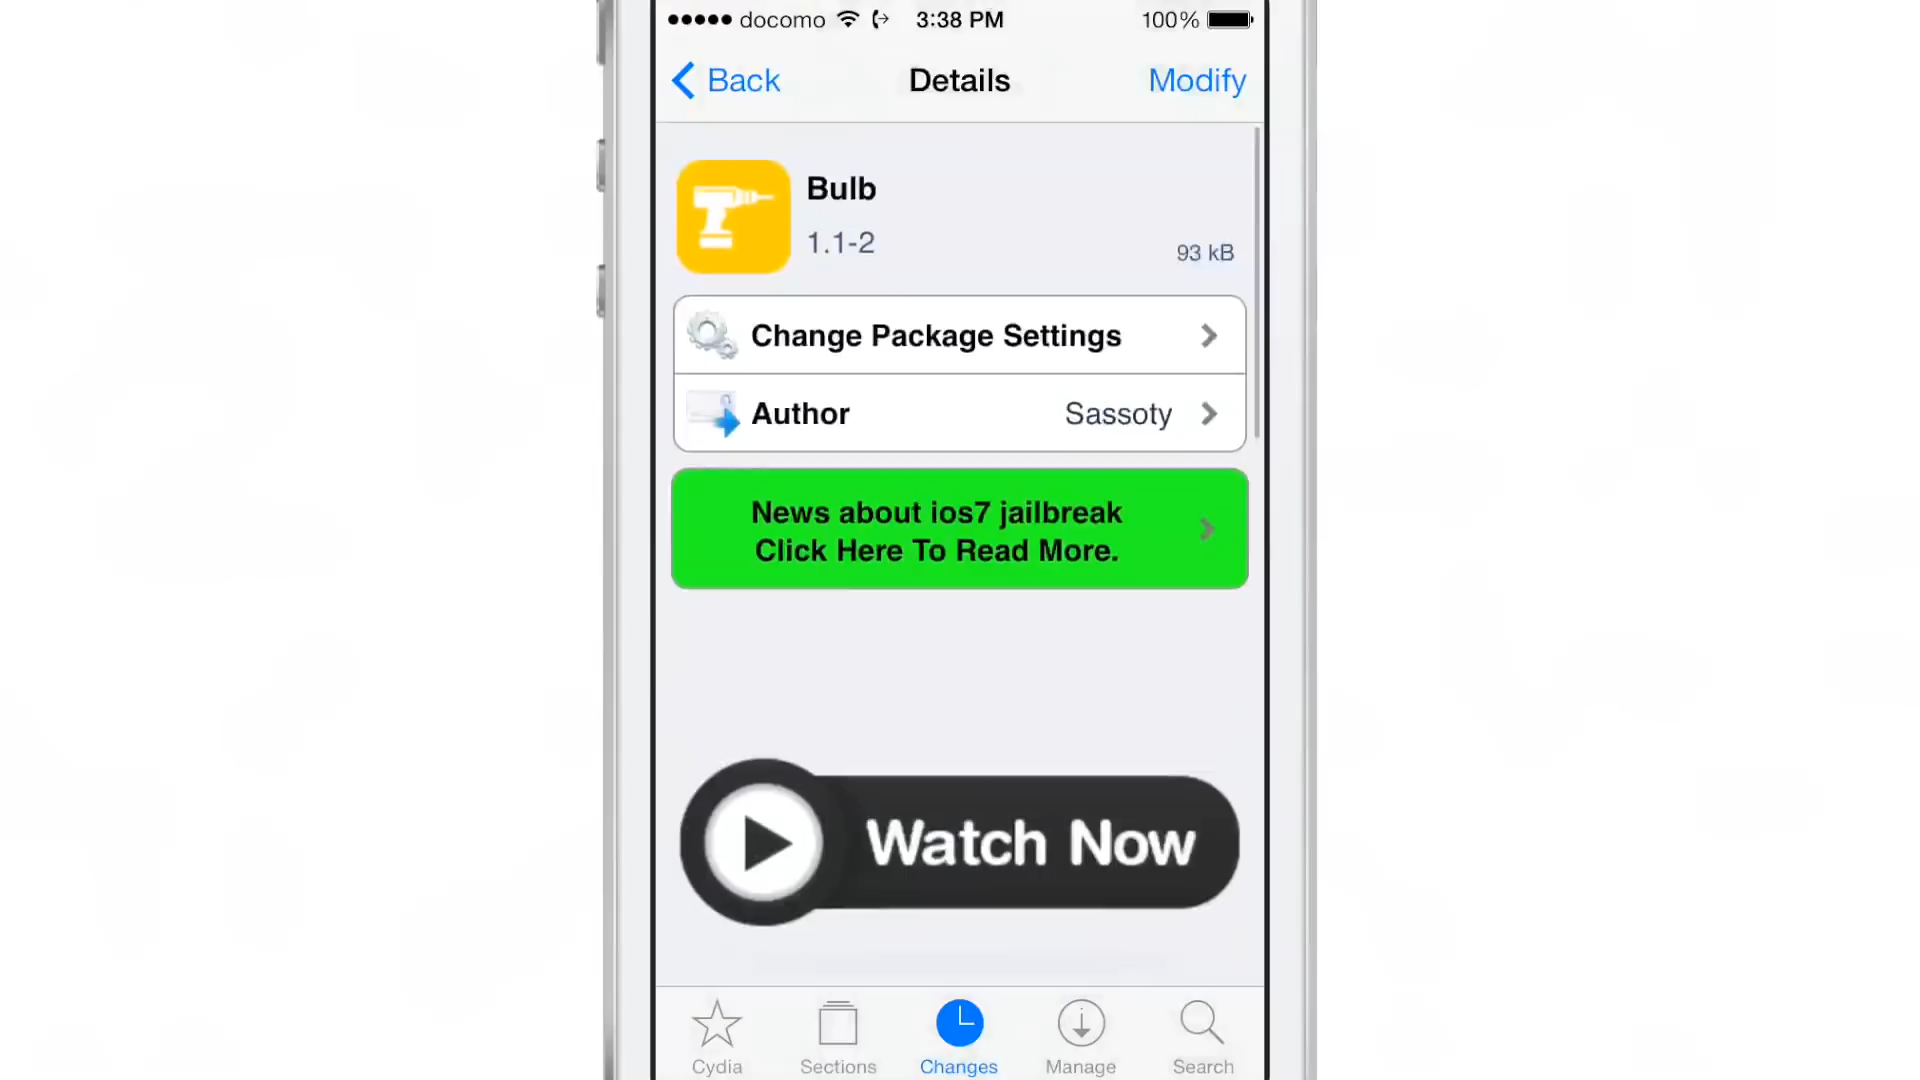 docomo 3:38 PM 100%
Back Details Modify
Bulb
1.1-2
93 kB
Change Package Settings
Author Sassoty
News about ios7 jailbreak
Click Here To Read More.
Watch Now
Cydia Sections Changes Manage Search